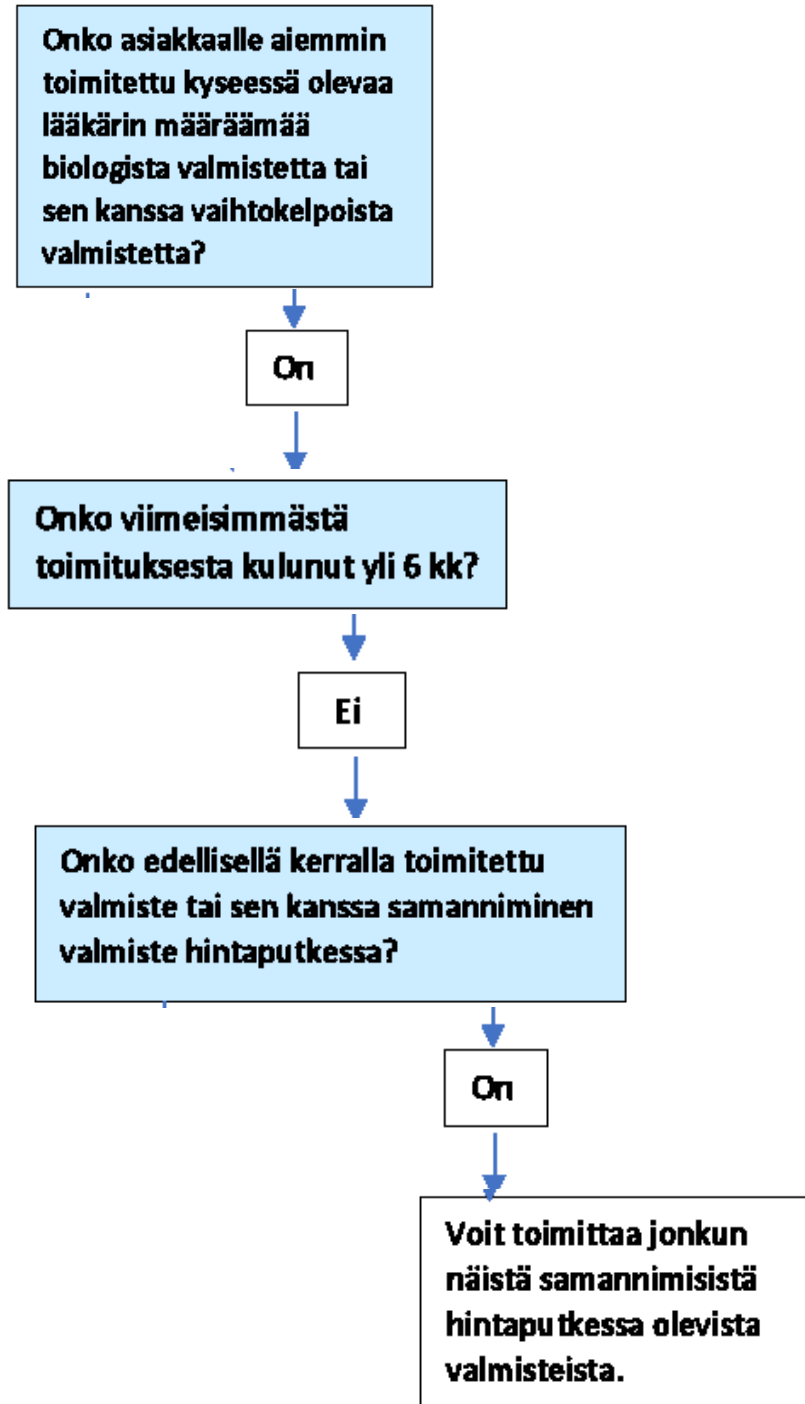 Onko asiakkaalle aiemmin
toimitettu kyseessä olevaa
lääkärin määräämää
biologista valmistetta tai
sen kanssa vaihtokelpoista
valmistetta?
On
Onko viimeisimmästä
toimituksesta kulunut yli 6 kk?
Ei
Onko edellisellä kerralla toimitettu
valmiste tai sen kanssa samanniminen
valmiste hintaputkessa?
On
Voit toimittaa jonkun
näistä samannimisistä
hintaputkessa olevista
valmisteista.